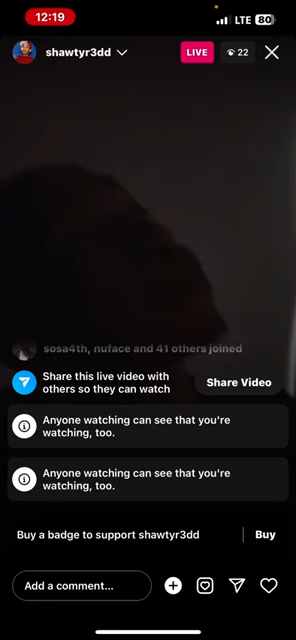 12:19
LTE 80
shawtyr3dd
LIVE
22
sosa4th, nuface and 41 others joined
Share this live video with
others so they can watch
Share Video
Anyone watching can see that you're
watching, too.
Anyone watching can see that you're
watching, too.
Buy a badge to support shawtyr3dd
Buy
Add a comment...